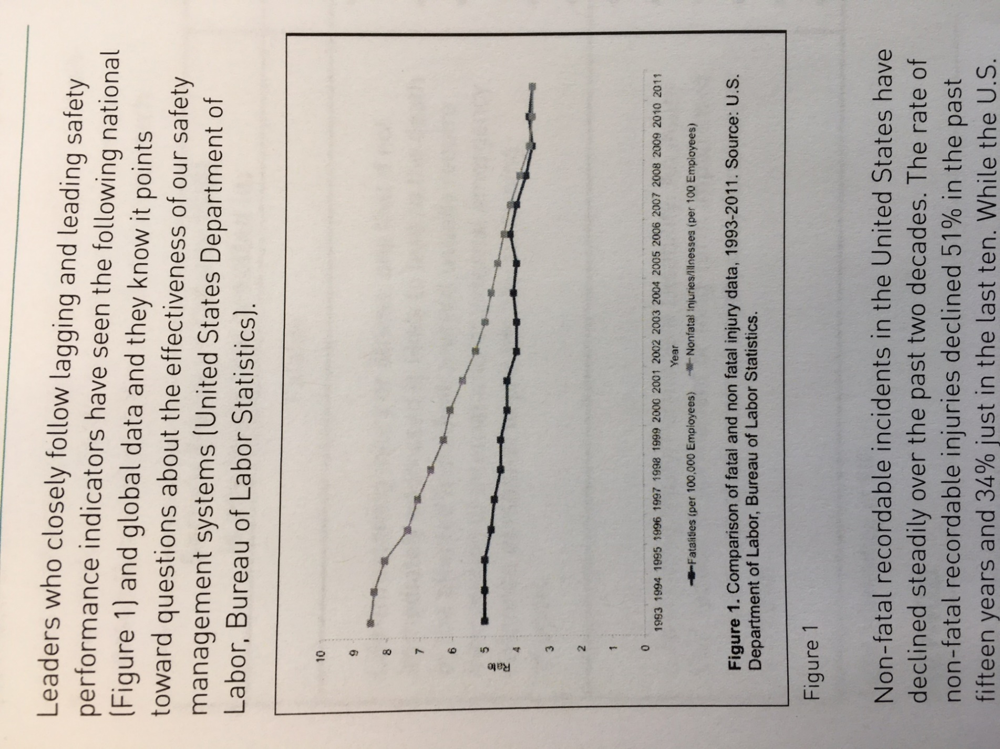 Leaders who closely follow lagging and leading safety
performance indicators have seen the following national
(Figure 1) and global data and they know it points
toward questions about the effectiveness of our safety
management systems (United States Department of
Labor, Bureau of Labor Statistics).
10
9
8
7
6
5
4
3
2
1
0
Rate
1993 1994 1995 1996 1997 1998 1999 2000 2001 2002 2003 2004 2005 2006 2007 2008 2009 2010 2011
Year
Fatalities (per 100,000 Employees) Nonfatal Injuries/Illnesses (per 100 Employees)
Figure 1. Comparison of fatal and non fatal injury data, 1993-2011. Source: U.S.
Department of Labor, Bureau of Labor Statistics.
Figure 1
Non-fatal recordable incidents in the United States have
declined steadily over the past two decades. The rate of
non-fatal recordable injuries declined 51% in the past
fifteen years and 34% just in the last ten. While the U.S.